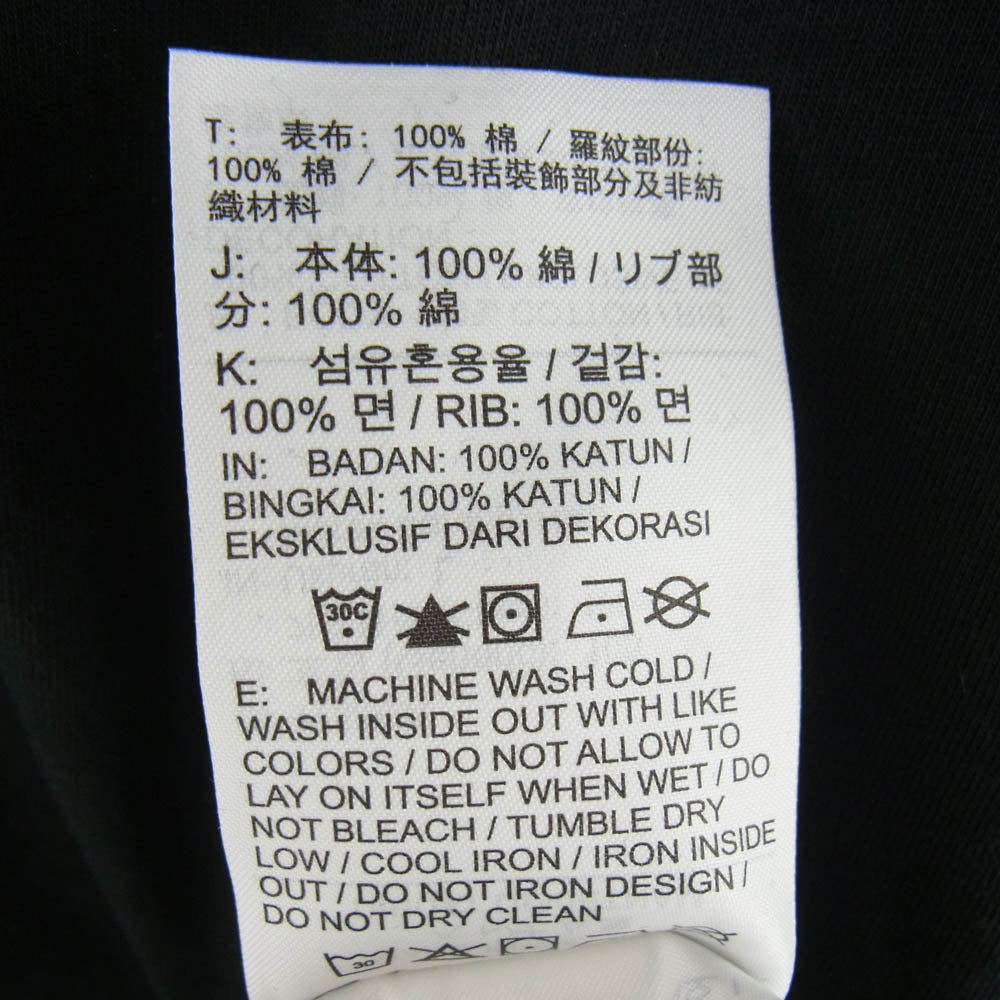 T: 表布: 100% 棉 / 羅紋部份:
100% 棉 / 不包括裝飾部分及非紡
織材料
J: 本体: 100% 綿 / リブ部
分: 100% 綿
K: 섬유혼용율 / 겉감:
100% 면 / RIB: 100% 면
IN: BADAN: 100% KATUN /
BINGKAI: 100% KATUN /
EKSKLUSIF DARI DEKORASI
30C
E: MACHINE WASH COLD /
WASH INSIDE OUT WITH LIKE
COLORS / DO NOT ALLOW TO
LAY ON ITSELF WHEN WET / DO
NOT BLEACH / TUMBLE DRY
LOW / COOL IRON / IRON INSIDE
OUT / DO NOT IRON DESIGN /
DO NOT DRY CLEAN
30